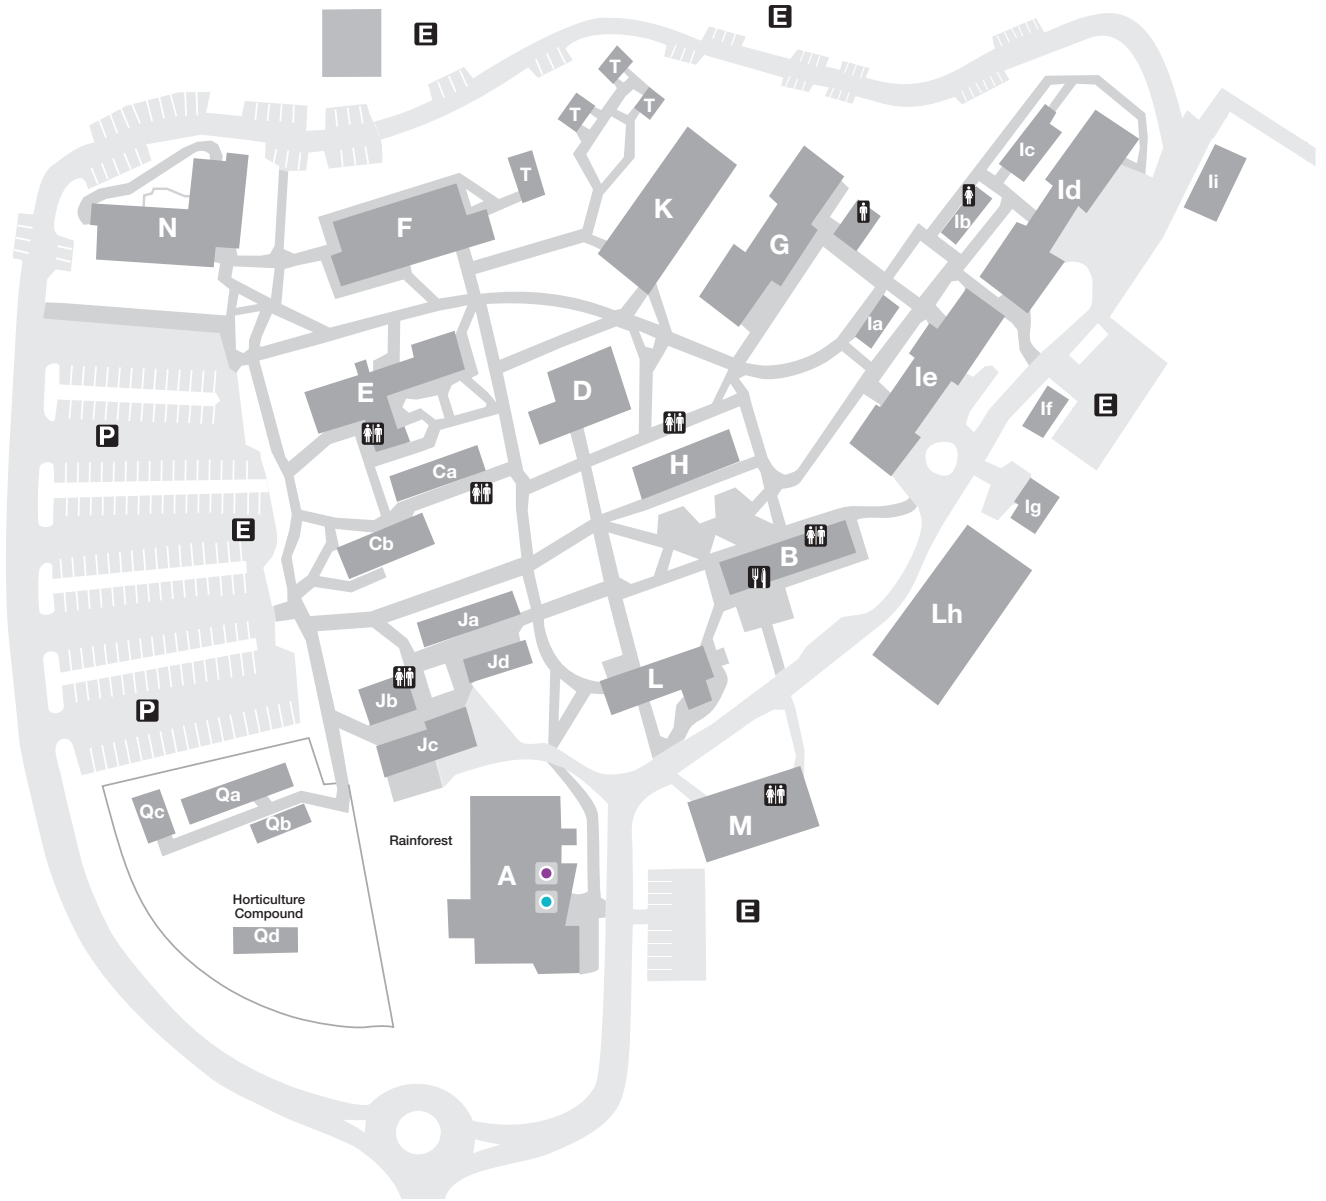 E
E
T
T
T
T
Ic
Id
Ii
N
F
K
G
Ib
Ia
E
D
Ie
If
E
P
H
Ca
Ig
E
Cb
B
Lh
Ja
Jd
L
Jb
P
Jc
Qa
Qc
Qb
M
Rainforest
A
Horticulture
Compound
Qd
E